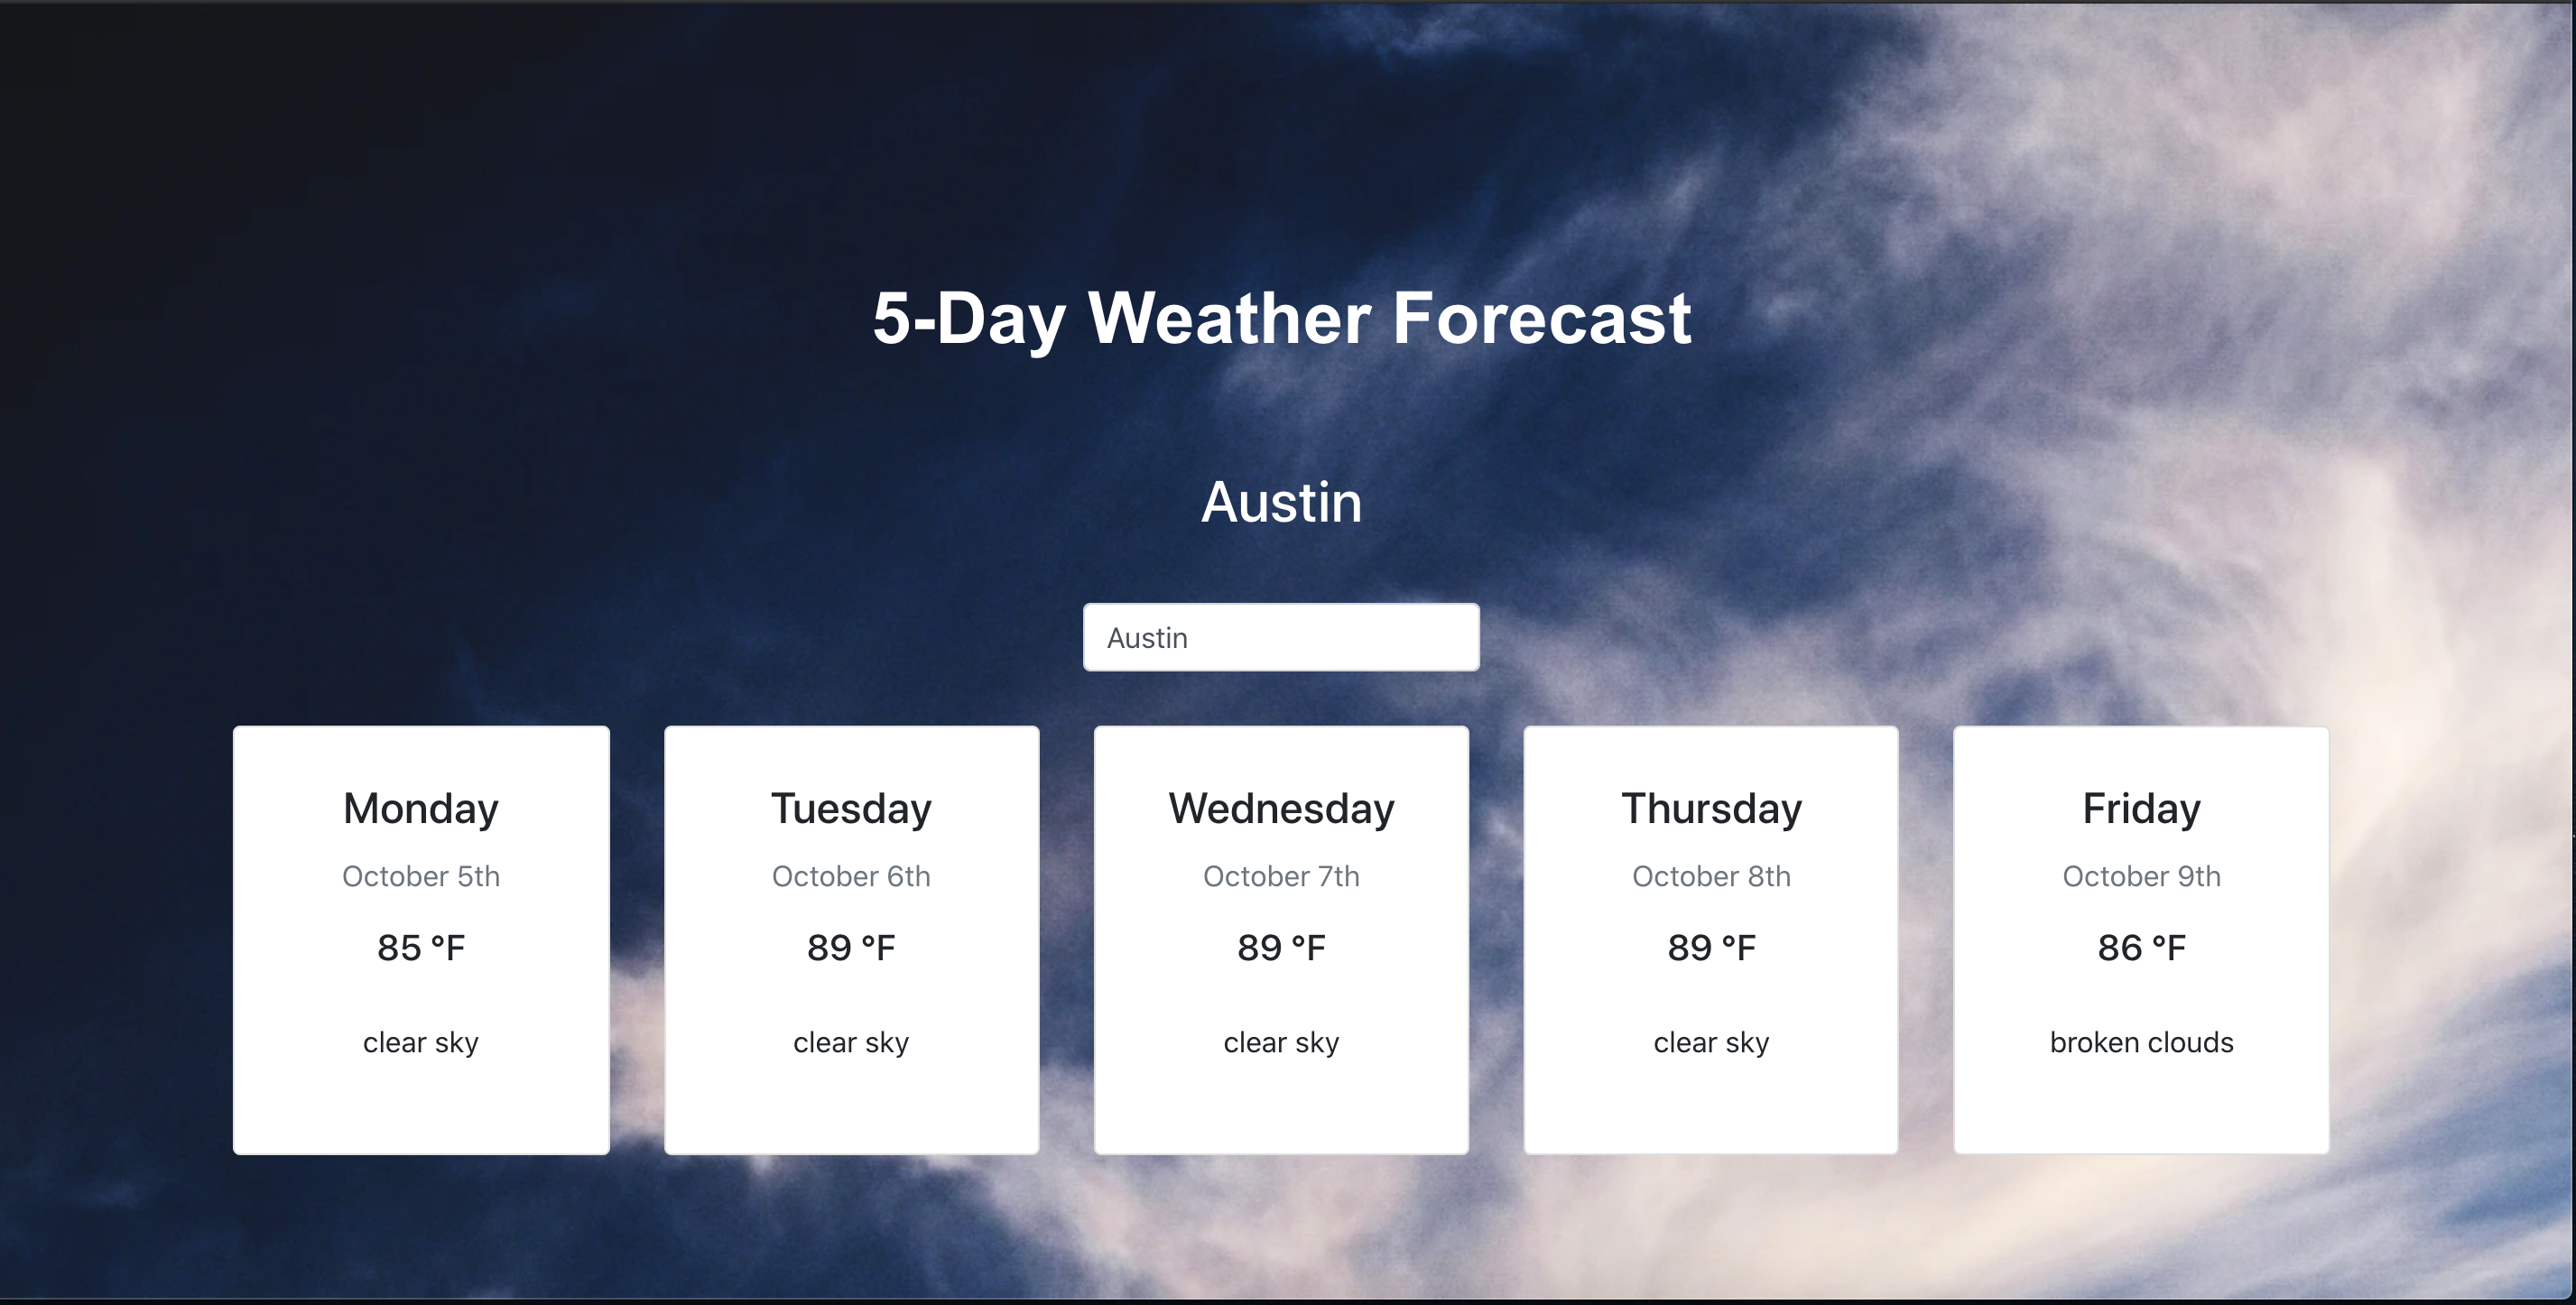 5-Day Weather Forecast
Austin
Austin
Monday
October 5th
85 °F
clear sky
Tuesday
October 6th
89 °F
clear sky
Wednesday
October 7th
89 °F
clear sky
Thursday
October 8th
89 °F
clear sky
Friday
October 9th
86 °F
broken clouds